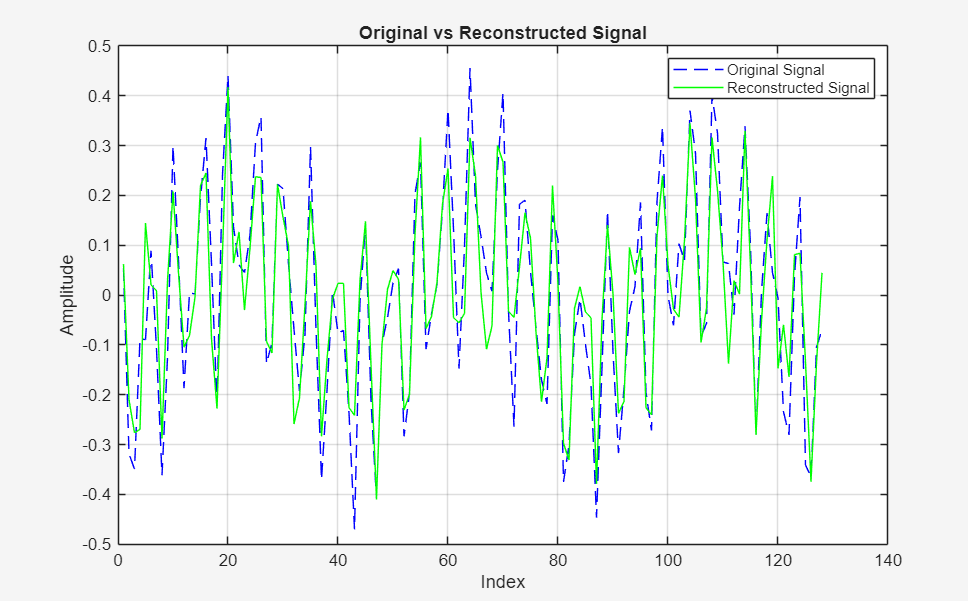 Original vs Reconstructed Signal
Original Signal
Reconstructed Signal
0.5
0.4
0.3
0.2
0.1
0
-0.1
-0.2
-0.3
-0.4
-0.5
Amplitude
0 20 40 60 80 100 120 140
Index